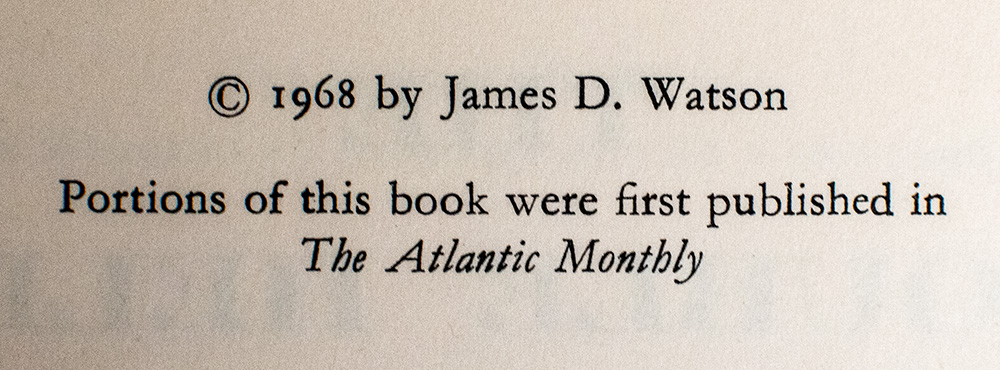 © 1968 by James D. Watson
Portions of this book were first published in
The Atlantic Monthly